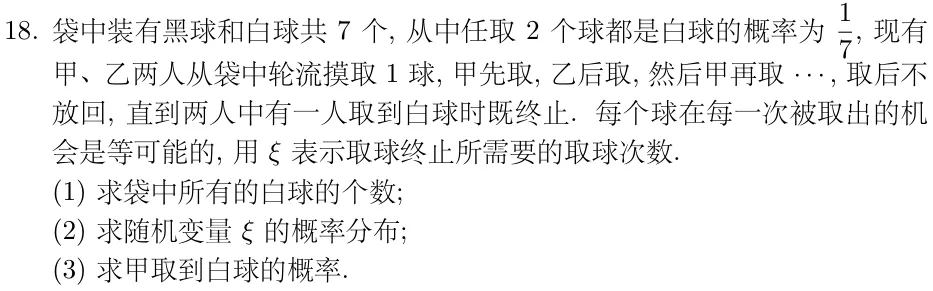 18. 袋中装有黑球和白球共 7 个, 从中任取 2 个球都是白球的概率为 $\frac{1}{7}$, 现有
甲、乙两人从袋中轮流摸取 1 球, 甲先取, 乙后取, 然后甲再取 ⋯, 取后不
放回, 直到两人中有一人取到白球时既终止. 每个球在每一次被取出的机
会是等可能的, 用 ξ 表示取球终止所需要的取球次数.
(1) 求袋中所有的白球的个数;
(2) 求随机变量 ξ 的概率分布;
(3) 求甲取到白球的概率.